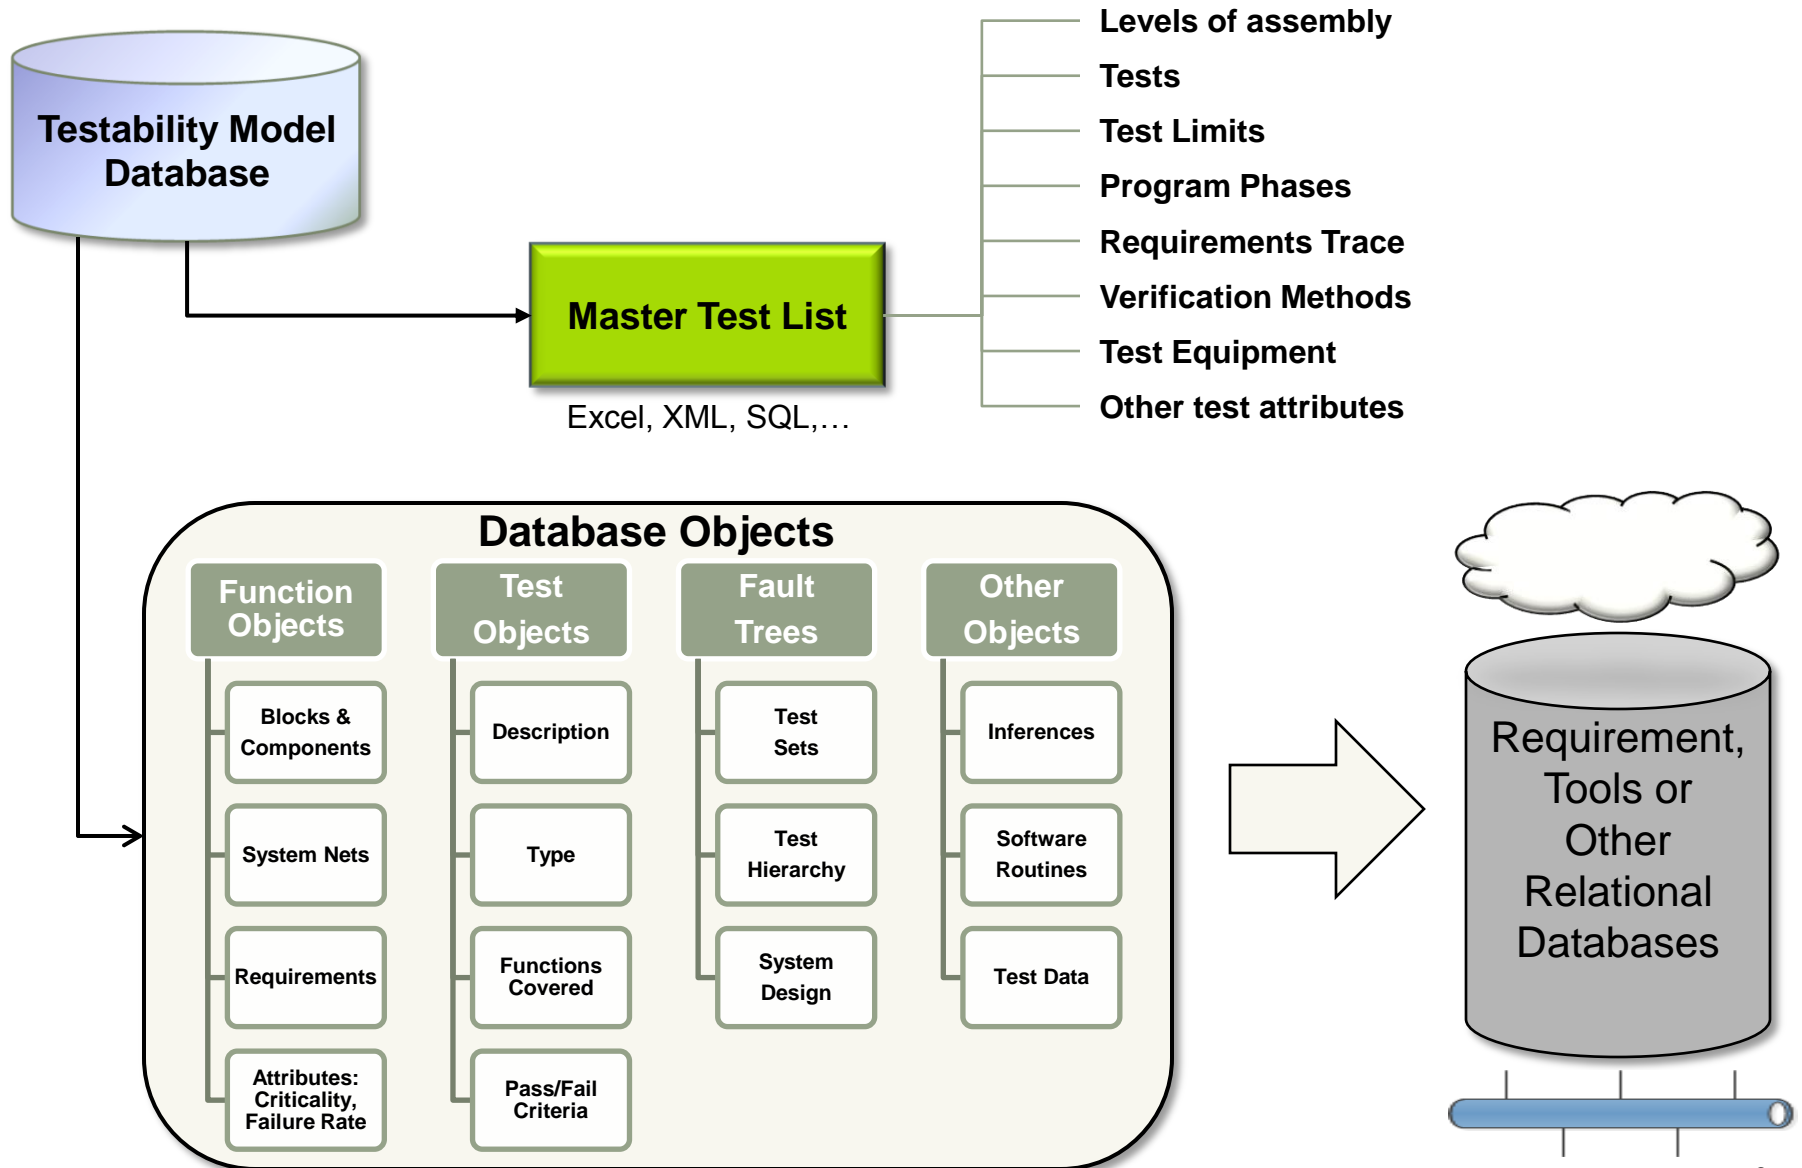 Testability Model
Database
Levels of assembly
Tests
Test Limits
Program Phases
Requirements Trace
Verification Methods
Test Equipment
Other test attributes
Master Test List
Excel, XML, SQL,…
Database Objects
Function
Objects
Blocks &
Components
System Nets
Requirements
Attributes:
Criticality,
Failure Rate
Test
Objects
Description
Type
Functions
Covered
Pass/Fail
Criteria
Fault
Trees
Test
Sets
Test
Hierarchy
System
Design
Other
Objects
Inferences
Software
Routines
Test Data
Requirement,
Tools or
Other
Relational
Databases